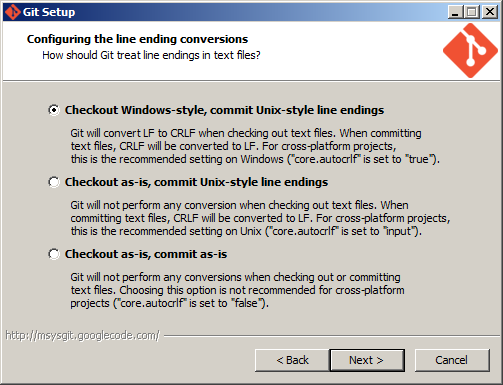 Git Setup
Configuring the line ending conversions
How should Git treat line endings in text files?
Checkout Windows-style, commit Unix-style line endings
Git will convert LF to CRLF when checking out text files. When committing
text files, CRLF will be converted to LF. For cross-platform projects,
this is the recommended setting on Windows ("core.autocrlf" is set to "true").
Checkout as-is, commit Unix-style line endings
Git will not perform any conversion when checking out text files. When
committing text files, CRLF will be converted to LF. For cross-platform projects,
this is the recommended setting on Unix ("core.autocrlf" is set to "input").
Checkout as-is, commit as-is
Git will not perform any conversions when checking out or committing
text files. Choosing this option is not recommended for cross-platform
projects ("core.autocrlf" is set to "false").
http://msysgit.googlecode.com/
< Back Next > Cancel